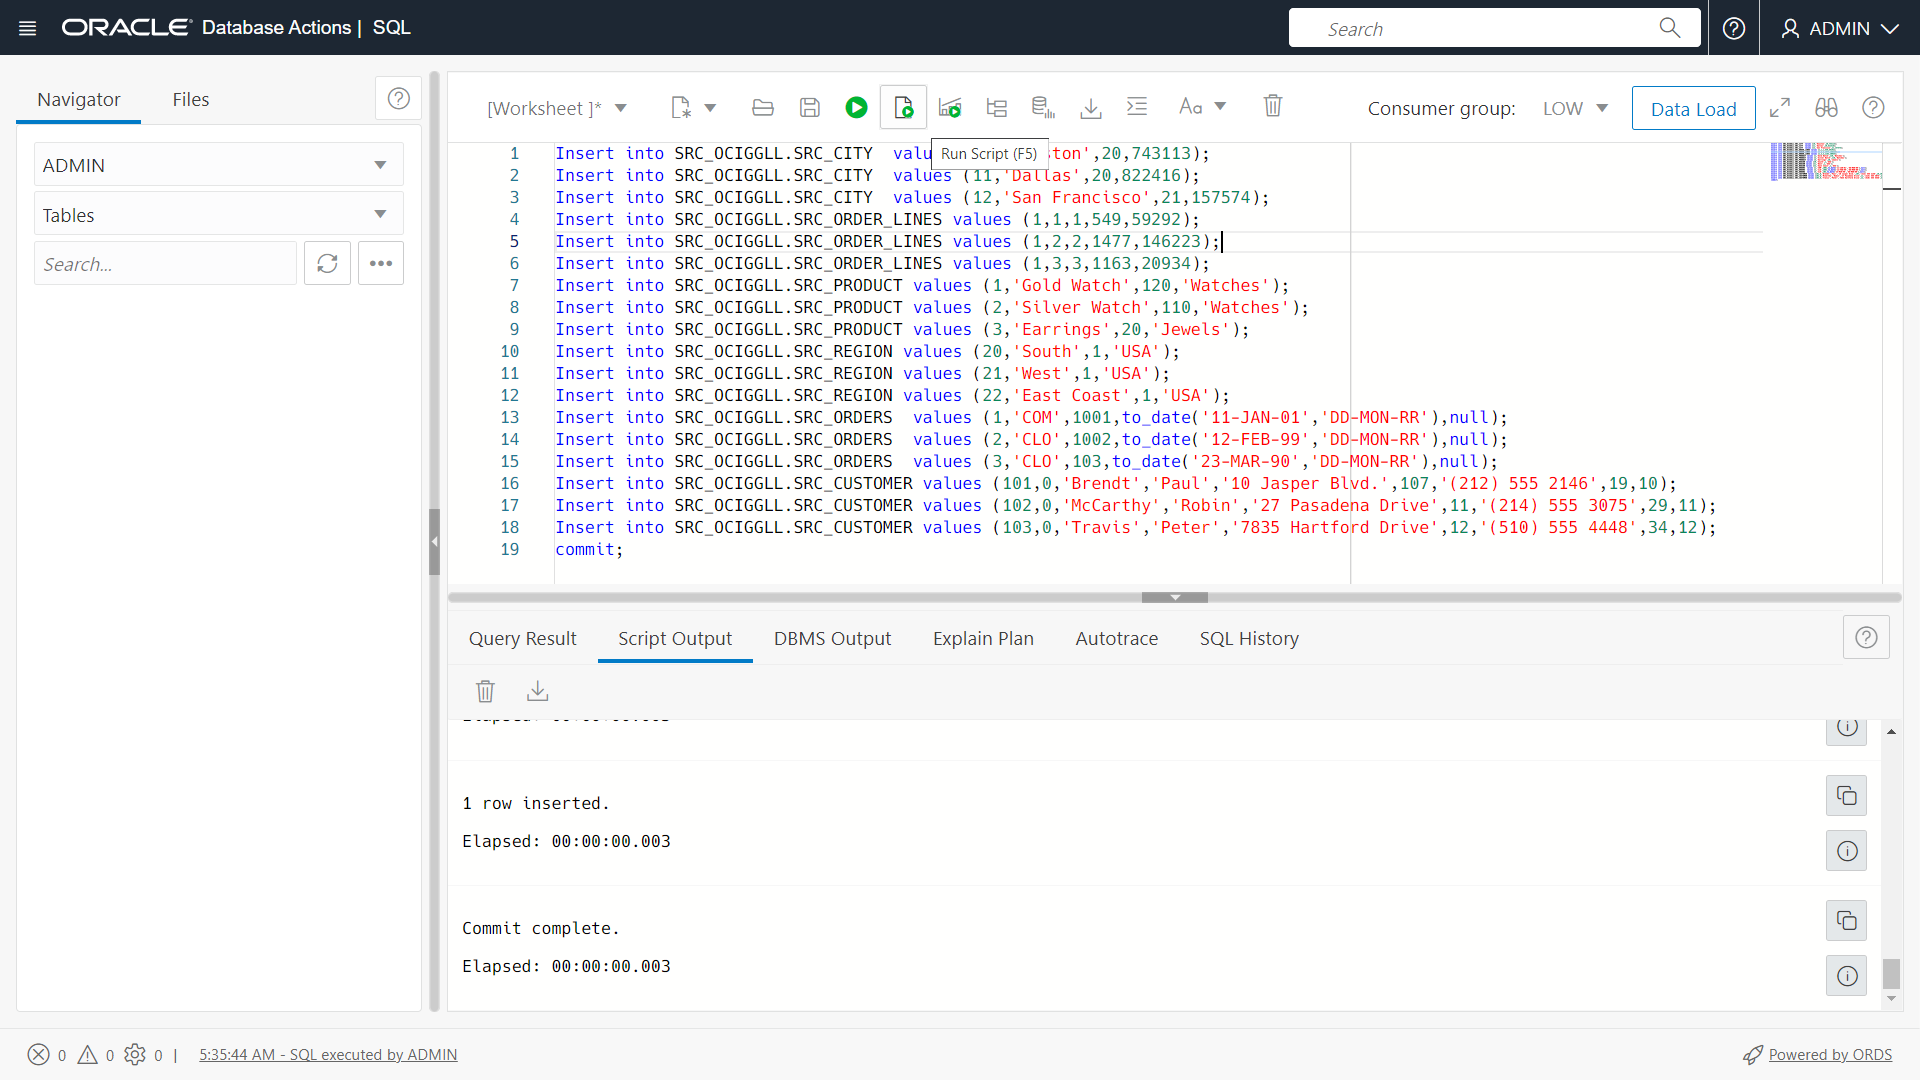 ORACLE Database Actions | SQL
Search
ADMIN
Navigator
Files
ADMIN
Tables
Search...
[Worksheet ]*
Aa
Consumer group:
LOW
Data Load
Run Script (F5)
1 Insert into SRC_OCIGGLL.SRC_CITY valu ton',20,743113);
2 Insert into SRC_OCIGGLL.SRC_CITY values (11,'Dallas',20,822416);
3 Insert into SRC_OCIGGLL.SRC_CITY values (12,'San Francisco',21,157574);
4 Insert into SRC_OCIGGLL.SRC_ORDER_LINES values (1,1,1,549,59292);
5 Insert into SRC_OCIGGLL.SRC_ORDER_LINES values (1,2,2,1477,146223);
6 Insert into SRC_OCIGGLL.SRC_ORDER_LINES values (1,3,3,1163,20934);
7 Insert into SRC_OCIGGLL.SRC_PRODUCT values (1,'Gold Watch',120,'Watches');
8 Insert into SRC_OCIGGLL.SRC_PRODUCT values (2,'Silver Watch',110,'Watches');
9 Insert into SRC_OCIGGLL.SRC_PRODUCT values (3,'Earrings',20,'Jewels');
10 Insert into SRC_OCIGGLL.SRC_REGION values (20,'South',1,'USA');
11 Insert into SRC_OCIGGLL.SRC_REGION values (21,'West',1,'USA');
12 Insert into SRC_OCIGGLL.SRC_REGION values (22,'East Coast',1,'USA');
13 Insert into SRC_OCIGGLL.SRC_ORDERS values (1,'COM',1001,to_date('11-JAN-01','DD-MON-RR'),null);
14 Insert into SRC_OCIGGLL.SRC_ORDERS values (2,'CLO',1002,to_date('12-FEB-99','DD-MON-RR'),null);
15 Insert into SRC_OCIGGLL.SRC_ORDERS values (3,'CLO',103,to_date('23-MAR-90','DD-MON-RR'),null);
16 Insert into SRC_OCIGGLL.SRC_CUSTOMER values (101,0,'Brendt','Paul','10 Jasper Blvd.',107,'(212) 555 2146',19,10);
17 Insert into SRC_OCIGGLL.SRC_CUSTOMER values (102,0,'McCarthy','Robin','27 Pasadena Drive',11,'(214) 555 3075',29,11);
18 Insert into SRC_OCIGGLL.SRC_CUSTOMER values (103,0,'Travis','Peter','7835 Hartford Drive',12,'(510) 555 4448',34,12);
19 commit;
Query Result
Script Output
DBMS Output
Explain Plan
Autotrace
SQL History
1 row inserted.
Elapsed: 00:00:00.003
Commit complete.
Elapsed: 00:00:00.003
0 0 0 | 5:35:44 AM - SQL executed by ADMIN
Powered by ORDS